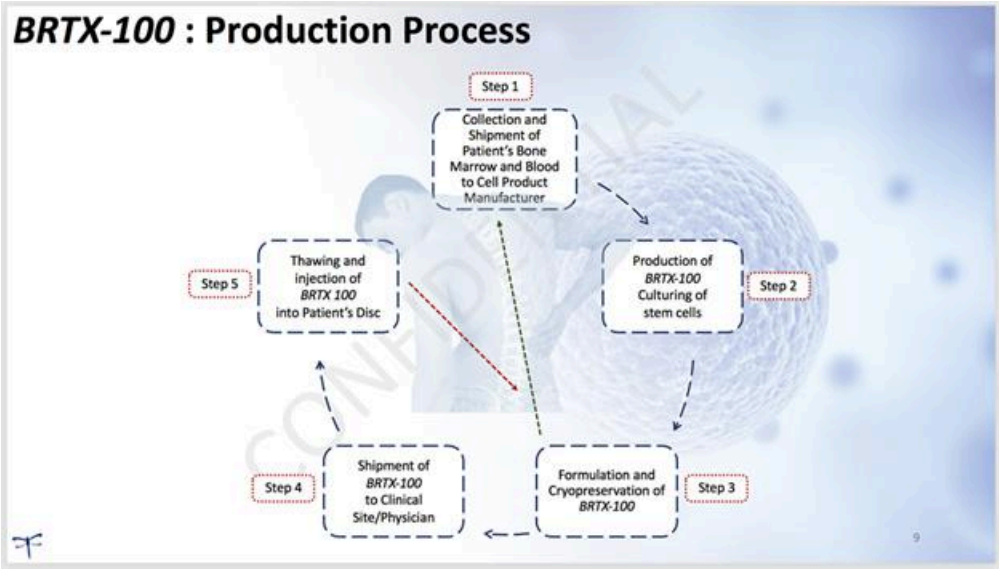 BRTX-100 : Production Process
Step 1
Collection and
Shipment of
Patient's Bone
Marrow and Blood
to Cell Product
Manufacturer
Step 2
Production of
BRTX-100
Culturing of
stem cells
Step 3
Formulation and
Cryopreservation of
BRTX-100
Step 4
Shipment of
BRTX-100
to Clinical
Site/Physician
Step 5
Thawing and
injection of
BRTX 100
into Patient's Disc
CONFIDENTIAL
9